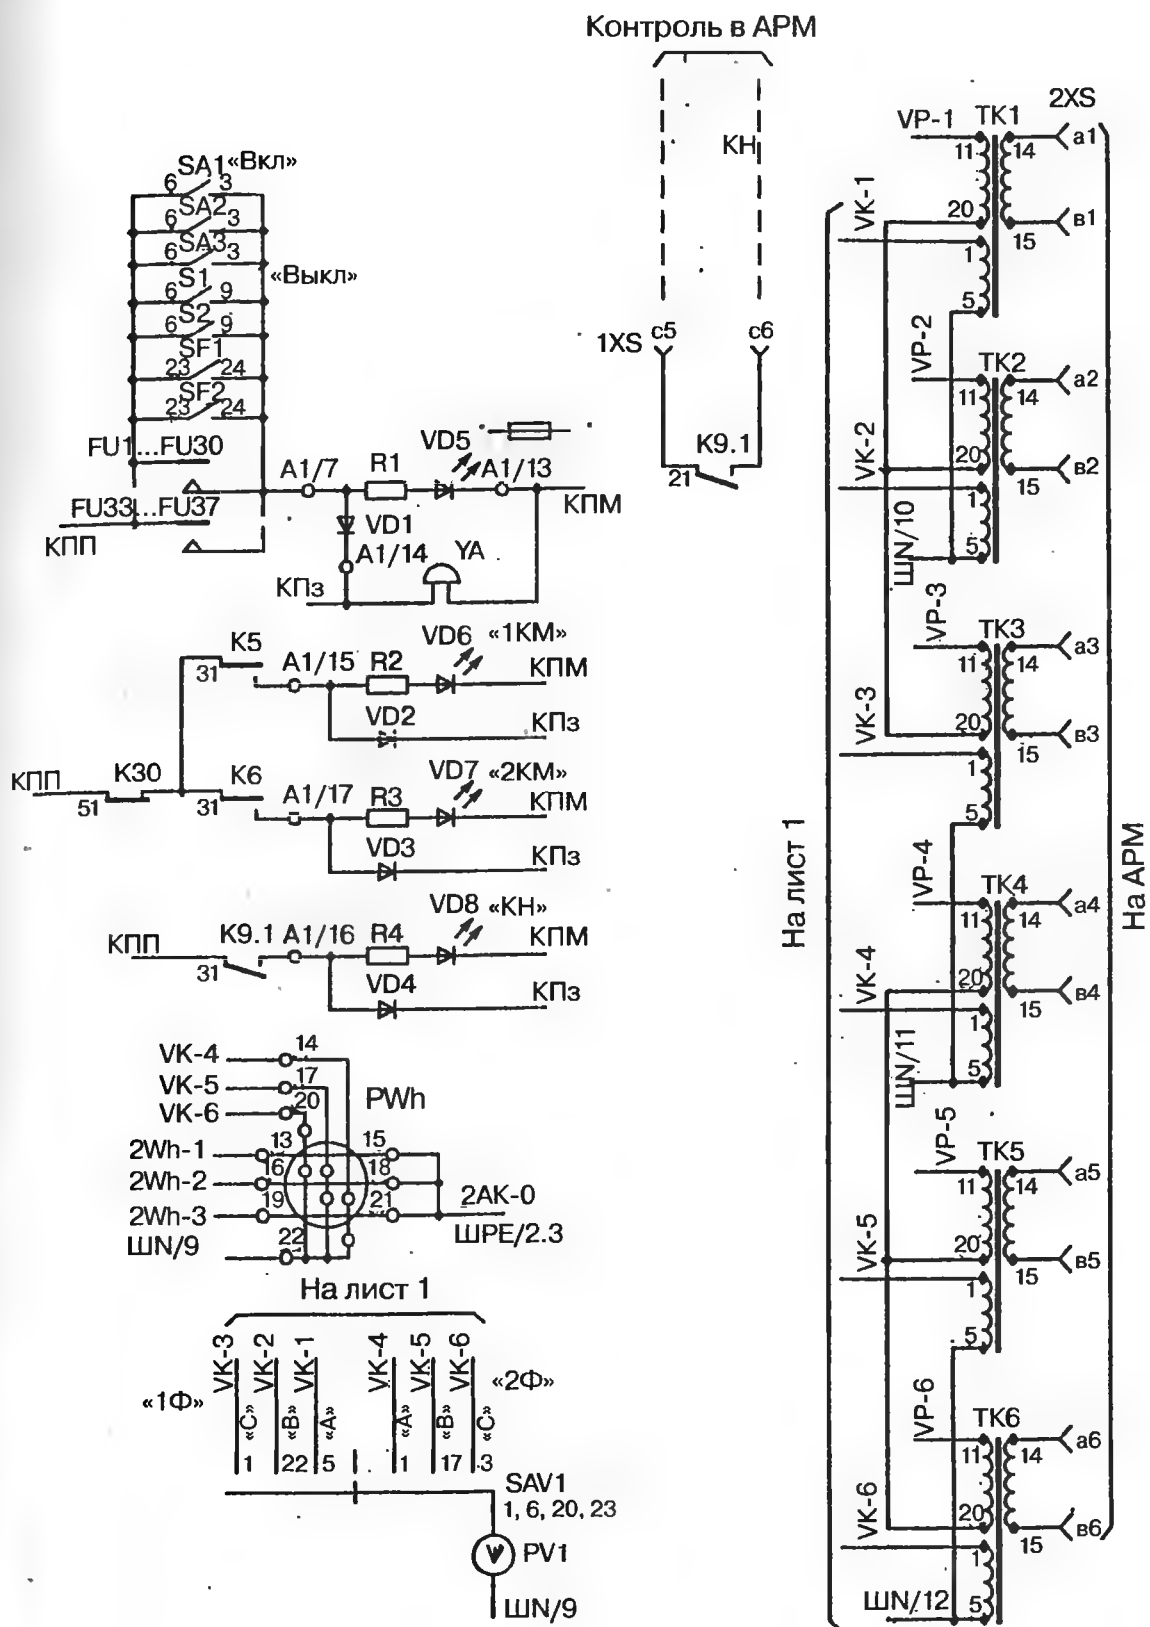 Контроль в АРМ
КН
1XS c5 c6
K9.1
21
SA1 «Вкл»
6 3
SA2
6 3
SA3
6 3
«Выкл»
S1
6 9
S2
6 9
SF1
23 24
SF2
23 24
FU1...FU30
FU33...FU37
КПП
A1/7 R1 VD5 A1/13
КПМ
VD1
A1/14 YA
КПз
K5 A1/15 R2 VD6 «1КМ»
31 КПМ
VD2 КПз
КПП K30 K6 A1/17 R3 VD7 «2КМ»
51 31 КПМ
VD3 КПз
КПП K9.1 A1/16 R4 VD8 «КН»
31 КПМ
VD4 КПз
VK-4 14
VK-5 17
VK-6 20
PWh
2Wh-1 13 15
2Wh-2 16 18
2Wh-3 19 21
2АК-0
ШN/9 22 ШРЕ/2.3
На лист 1
VK-3 VK-2 VK-1 VK-4 VK-5 VK-6
«1Ф» «2Ф»
«С» «В» «А» «А» «В» «С»
1 22 5 1 17 3
SAV1
1, 6, 20, 23
PV1
ШN/9
На лист 1
2XS
VP-1 TK1 a1
11 14
VK-1 20 15 в1
1
5
VP-2 TK2 a2
11 14
VK-2 20 15 в2
1
ШN/10 5
VP-3 TK3 a3
11 14
VK-3 20 15 в3
1
5
VP-4 TK4 a4
11 14
VK-4 20 15 в4
1
ШN/11 5
VP-5 TK5 a5
11 14
VK-5 20 15 в5
1
5
VP-6 TK6 a6
11 14
VK-6 20 15 в6
1
ШN/12 5
На АРМ